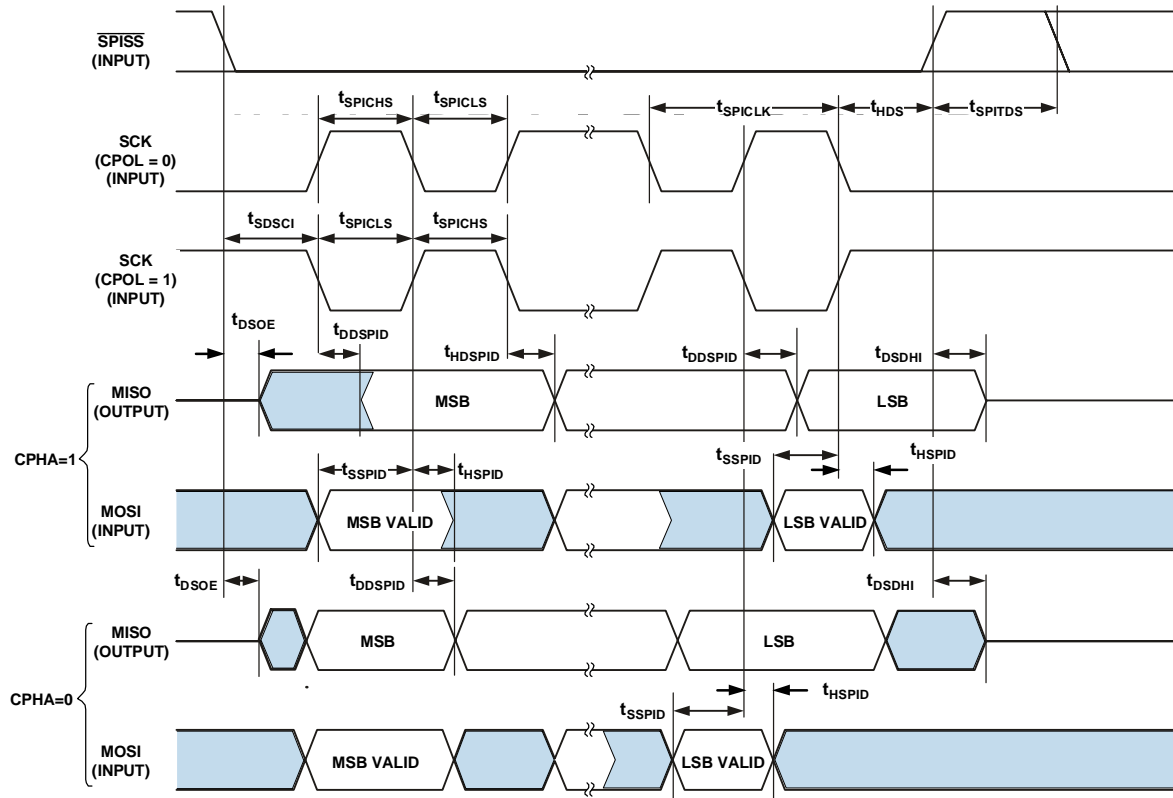 SPISS
(INPUT)
tSPICHS tSPICLS tSPICLK tHDS tSPITDS
SCK
(CPOL = 0)
(INPUT)
tSDSCI tSPICLS tSPICHS
SCK
(CPOL = 1)
(INPUT)
tDSOE tDDSPID tHDSPID tDDSPID tDSDHI
MISO
(OUTPUT)
MSB LSB
CPHA=1
tSSPID tHSPID tSSPID tHSPID
MOSI
(INPUT)
MSB VALID LSB VALID
tDSOE tDDSPID tDSDHI
MISO
(OUTPUT)
MSB LSB
CPHA=0
tSSPID tHSPID
MOSI
(INPUT)
MSB VALID LSB VALID